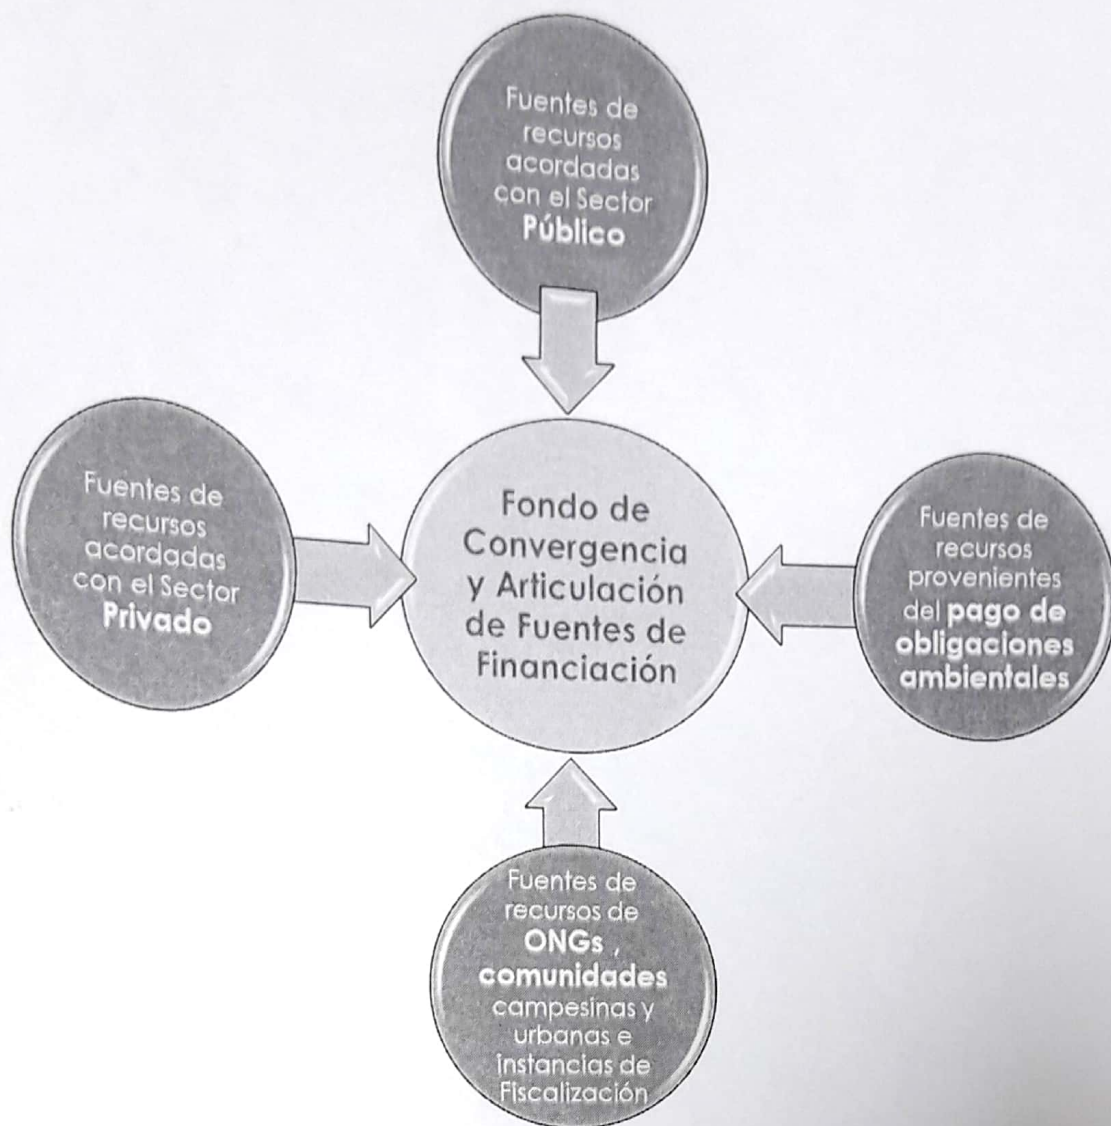 Fuentes de
recursos
acordadas
con el Sector
Público
Fuentes de
recursos
acordadas
con el Sector
Privado
Fondo de
Convergencia
y Articulación
de Fuentes de
Financiación
Fuentes de
recursos
provenientes
del pago de
obligaciones
ambientales
Fuentes de
recursos de
ONGs ,
comunidades
campesinas y
urbanas e
instancias de
Fiscalización